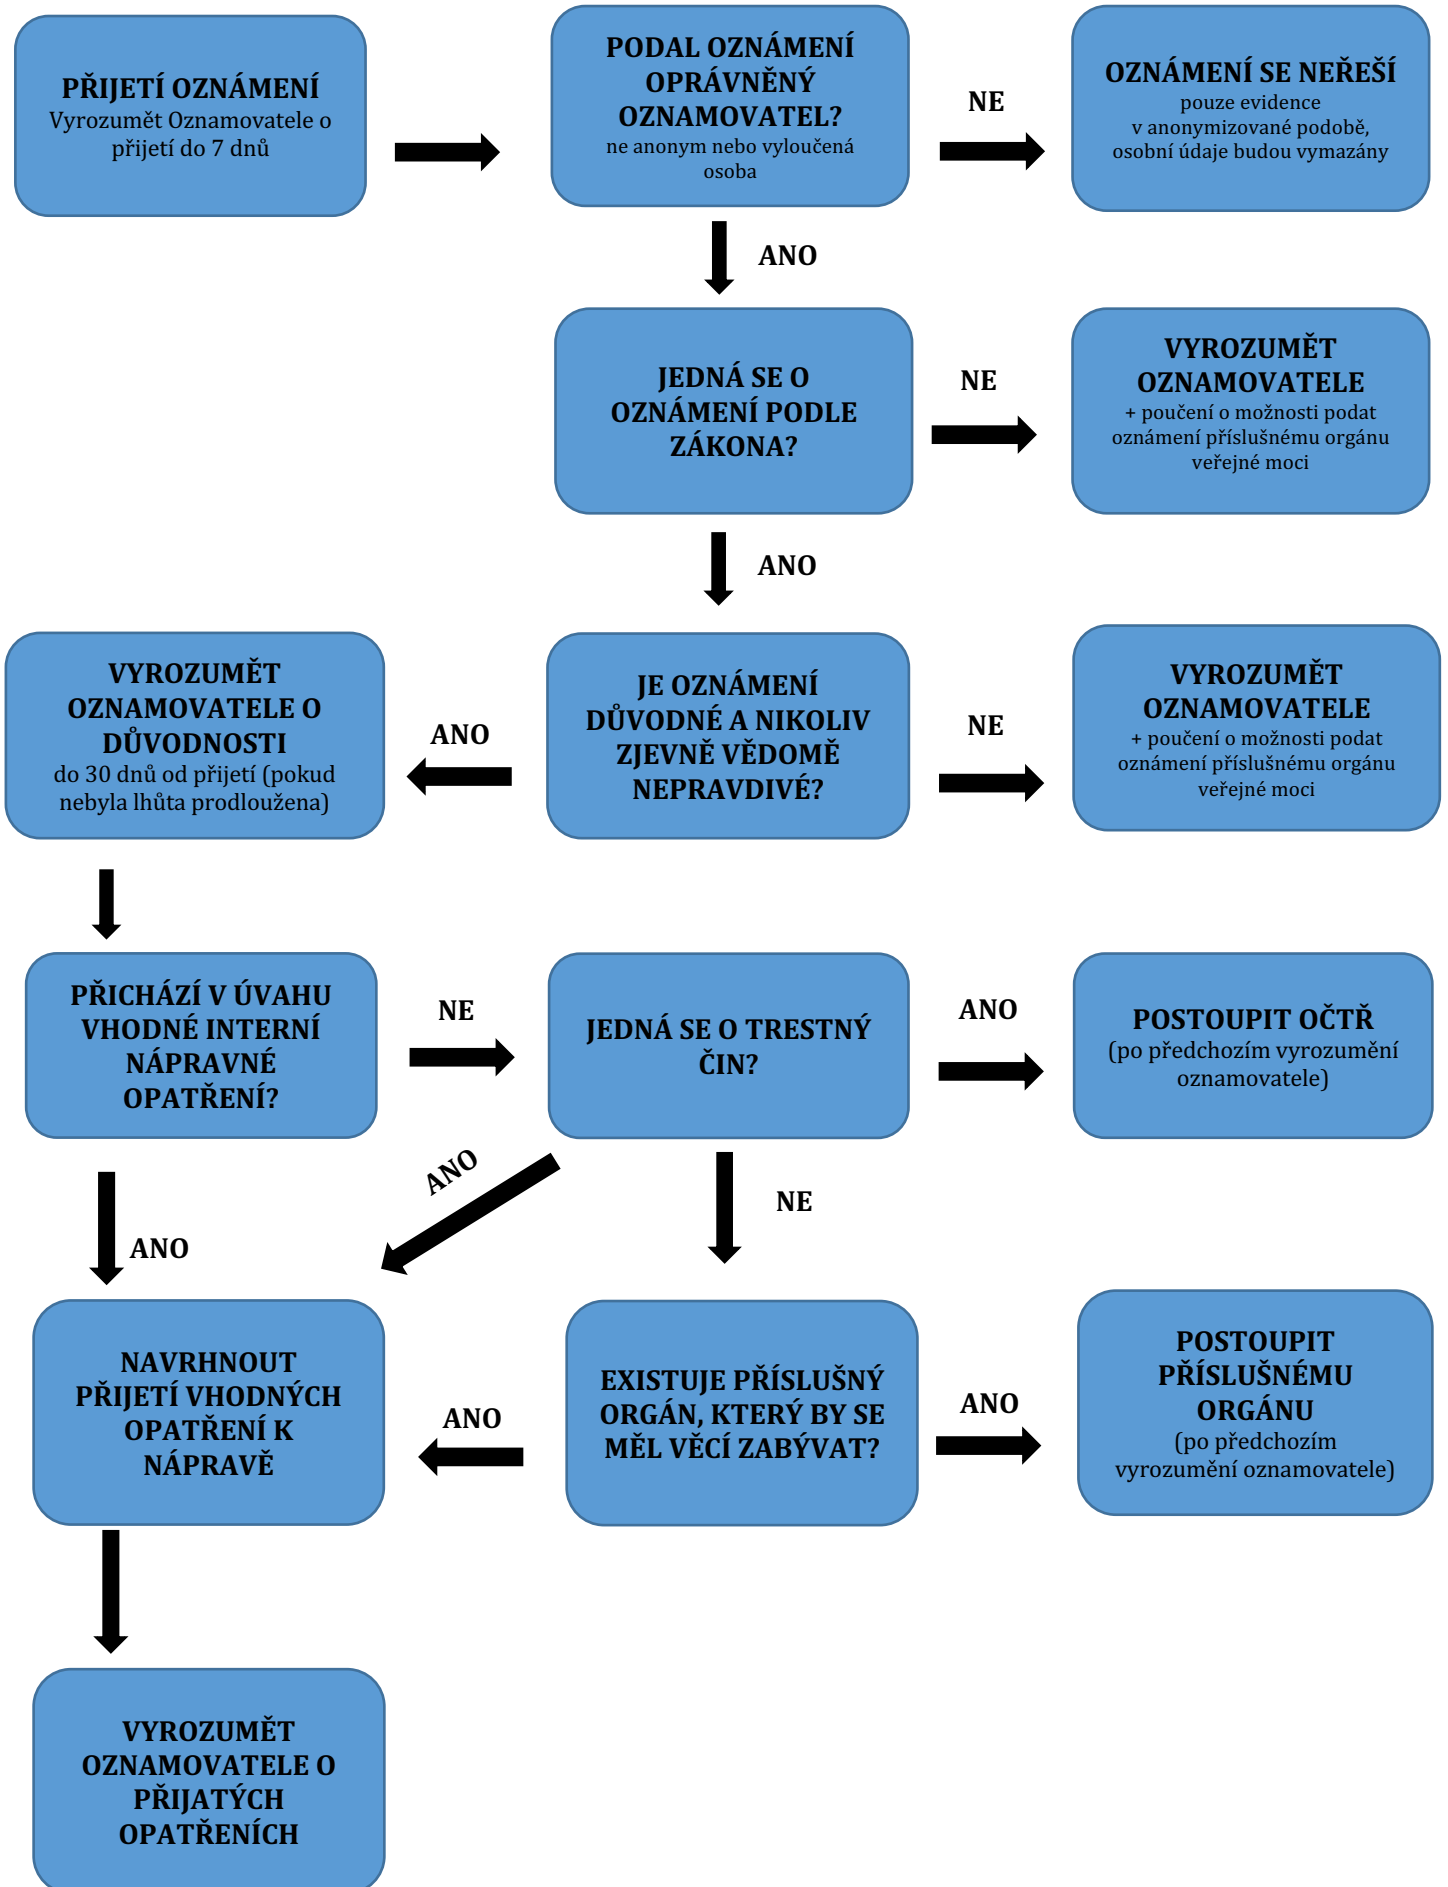 PŘIJETÍ OZNÁMENÍ
Vyrozumět Oznamovatele o
přijetí do 7 dnů
PODAL OZNÁMENÍ
OPRÁVNĚNÝ
OZNAMOVATEL?
ne anonym nebo vyloučená
osoba
NE
OZNÁMENÍ SE NEŘEŠÍ
pouze evidence
v anonymizované podobě,
osobní údaje budou vymazány
ANO
JEDNÁ SE O
OZNÁMENÍ PODLE
ZÁKONA?
NE
VYROZUMĚT
OZNAMOVATELE
+ poučení o možnosti podat
oznámení příslušnému orgánu
veřejné moci
ANO
VYROZUMĚT
OZNAMOVATELE O
DŮVODNOSTI
do 30 dnů od přijetí (pokud
nebyla lhůta prodloužena)
ANO
JE OZNÁMENÍ
DŮVODNÉ A NIKOLIV
ZJEVNĚ VĚDOMĚ
NEPRAVDIVÉ?
NE
VYROZUMĚT
OZNAMOVATELE
+ poučení o možnosti podat
oznámení příslušnému orgánu
veřejné moci
PŘICHÁZÍ V ÚVAHU
VHODNÉ INTERNÍ
NÁPRAVNÉ
OPATŘENÍ?
NE
JEDNÁ SE O TRESTNÝ
ČIN?
ANO
POSTOUPIT OČTŘ
(po předchozím vyrozumění
oznamovatele)
ANO
ANO
NE
NAVRHNOUT
PŘIJETÍ VHODNÝCH
OPATŘENÍ K
NÁPRAVĚ
ANO
EXISTUJE PŘÍSLUŠNÝ
ORGÁN, KTERÝ BY SE
MĚL VĚCÍ ZABÝVAT?
ANO
POSTOUPIT
PŘÍSLUŠNÉMU
ORGÁNU
(po předchozím
vyrozumění oznamovatele)
VYROZUMĚT
OZNAMOVATELE O
PŘIJATÝCH
OPATŘENÍCH